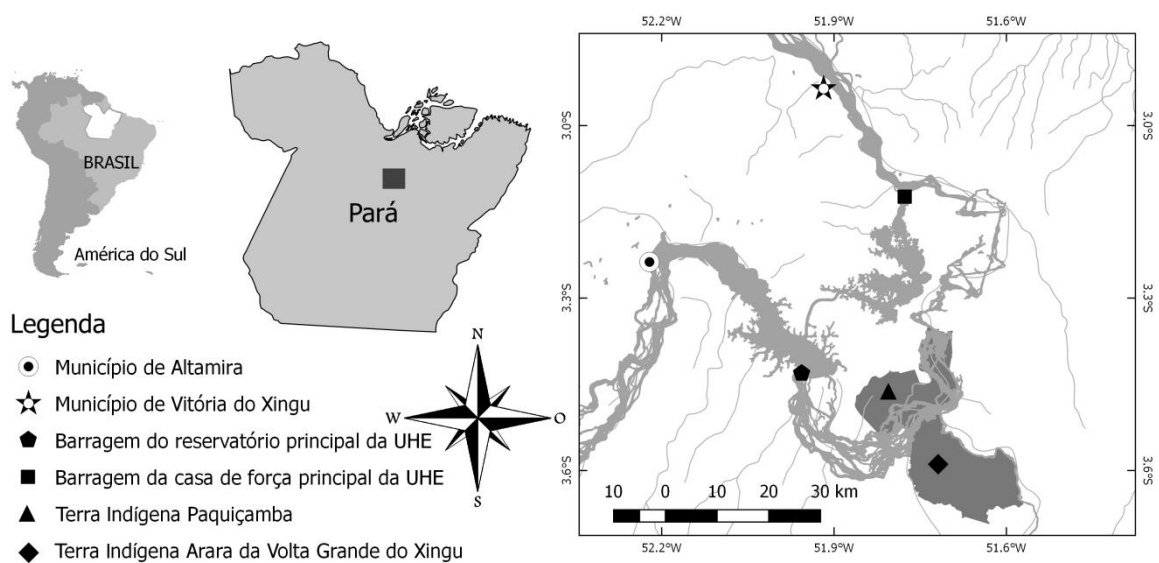 BRASIL
América do Sul
Pará
Legenda
Município de Altamira
Município de Vitória do Xingu
Barragem do reservatório principal da UHE
Barragem da casa de força principal da UHE
Terra Indígena Paquiçamba
Terra Indígena Arara da Volta Grande do Xingu
N
W
O
S
52.2°W 51.9°W 51.6°W
3.0°S 3.0°S
3.3°S 3.3°S
3.6°S 3.6°S
10 0 10 20 30 km
52.2°W 51.9°W 51.6°W